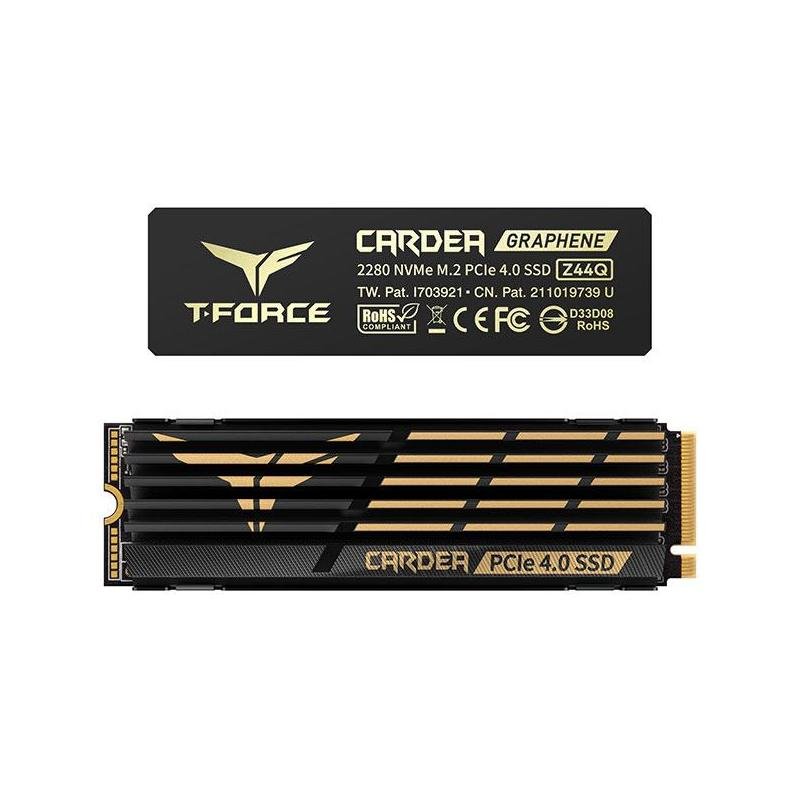 T-FORCE
CARDEA GRAPHENE
2280 NVMe M.2 PCIe 4.0 SSD Z44Q
TW. Pat. I703921 • CN. Pat. 211019739 U
RoHS
COMPLIANT
CE FC
D33D08
RoHS
CARDEA PCIe 4.0 SSD